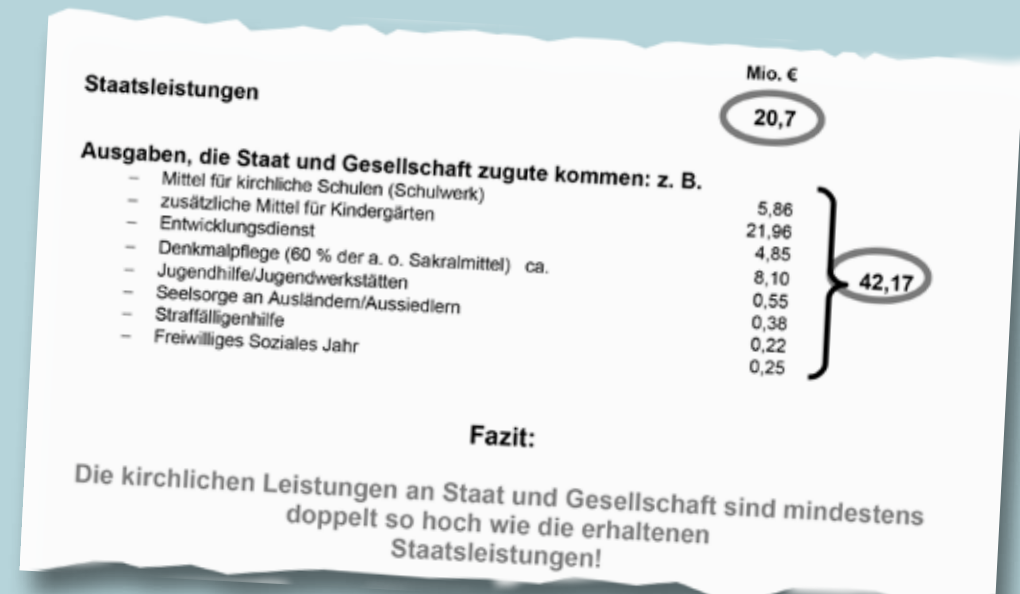 Mio. €
Staatsleistungen 20,7
Ausgaben, die Staat und Gesellschaft zugute kommen: z. B.
– Mittel für kirchliche Schulen (Schulwerk) 5,86
– zusätzliche Mittel für Kindergärten 21,96
– Entwicklungsdienst 4,85
– Denkmalpflege (60 % der a. o. Sakralmittel) ca. 8,10
– Jugendhilfe/Jugendwerkstätten 0,55
– Seelsorge an Ausländern/Aussiedlern 0,38
– Straffälligenhilfe 0,22
– Freiwilliges Soziales Jahr 0,25
42,17
Fazit:
Die kirchlichen Leistungen an Staat und Gesellschaft sind mindestens
doppelt so hoch wie die erhaltenen
Staatsleistungen!